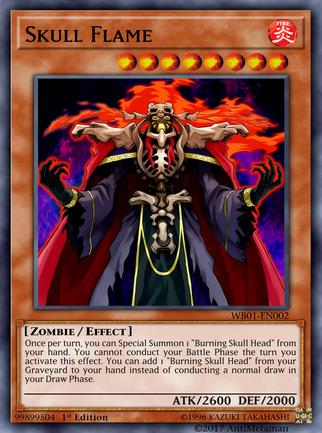 Skull Flame
FIRE
炎
WB01-EN002
[Zombie / Effect]
Once per turn, you can Special Summon 1 "Burning Skull Head" from
your hand. You cannot conduct your Battle Phase the turn you
activate this effect. You can add 1 "Burning Skull Head" from your
Graveyard to your hand instead of conducting a normal draw in
your Draw Phase.
ATK/2600 DEF/2000
99899504 1st Edition ©1996 KAZUKI TAKAHASHI
©2017 AntiMetaman